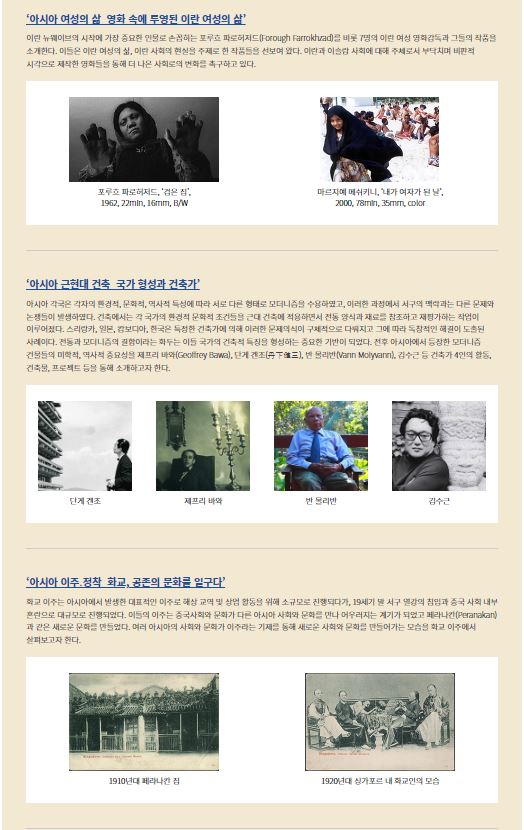 ‘아시아 여성의 삶  영화 속에 투영된 이란 여성의 삶’
이란 뉴웨이브의 시작에 가장 중요한 인물로 손꼽히는 포루흐 파로허저드(Forough Farrokhzad)를 비롯 7명의 이란 여성 영화감독과 그들의 작품을
소개한다. 이들은 이란 여성의 삶, 이란 사회의 현실을 주제로 한 작품들을 선보여 왔다. 이란과 이슬람 사회에 대해 주체로서 부닥치며 비판적
시각으로 제작한 영화들을 통해 더 나은 사회로의 변화를 촉구하고 있다.
포루흐 파로허저드, ‘검은 집’,
1962, 22min, 16mm, B/W
마르지예 메쉬키니, ‘내가 여자가 된 날’,
2000, 78min, 35mm, color
‘아시아 근현대 건축  국가 형성과 건축가’
아시아 각국은 각자의 환경적, 문화적, 역사적 특성에 따라 서로 다른 형태로 모더니즘을 수용하였고, 이러한 과정에서 서구의 맥락과는 다른 문제와
논쟁들이 발생하였다. 건축에서는 각 국가의 환경적 문화적 조건들을 근대 건축에 적용하면서 전통 양식과 재료를 참조하고 재평가하는 작업이
이루어졌다. 스리랑카, 일본, 캄보디아, 한국은 특정한 건축가에 의해 이러한 문제의식이 구체적으로 다뤄지고 그에 따라 독창적인 해결이 도출된
사례이다. 전통과 모더니즘의 결합이라는 화두는 이들 국가의 건축적 특징을 형성하는 중요한 기반이 되었다. 전후 아시아에서 등장한 모더니즘
건물들의 미학적, 역사적 중요성을 제프리 바와(Geoffrey Bawa), 단게 겐조(丹下健三), 반 몰리반(Vann Molyvann), 김수근 등 건축가 4인의 활동,
건축물, 프로젝트 등을 통해 소개하고자 한다.
단게 겐조
제프리 바와
반 몰리반
김수근
‘아시아 이주.정착  화교, 공존의 문화를 일구다’
화교 이주는 아시아에서 발생한 대표적인 이주로 해상 교역 및 상업 활동을 위해 소규모로 진행되다가, 19세기 말 서구 열강의 침입과 중국 사회 내부
혼란으로 대규모로 진행되었다. 이들의 이주는 중국사회와 문화가 다른 아시아 사회와 문화를 만나 어우러지는 계기가 되었고 페라나칸(Peranakan)
과 같은 새로운 문화를 만들었다. 여러 아시아의 사회와 문화가 이주라는 기제를 통해 새로운 사회와 문화를 만들어가는 모습을 화교 이주에서
살펴보고자 한다.
1910년대 페라나칸 집
1920년대 싱가포르 내 화교인의 모습